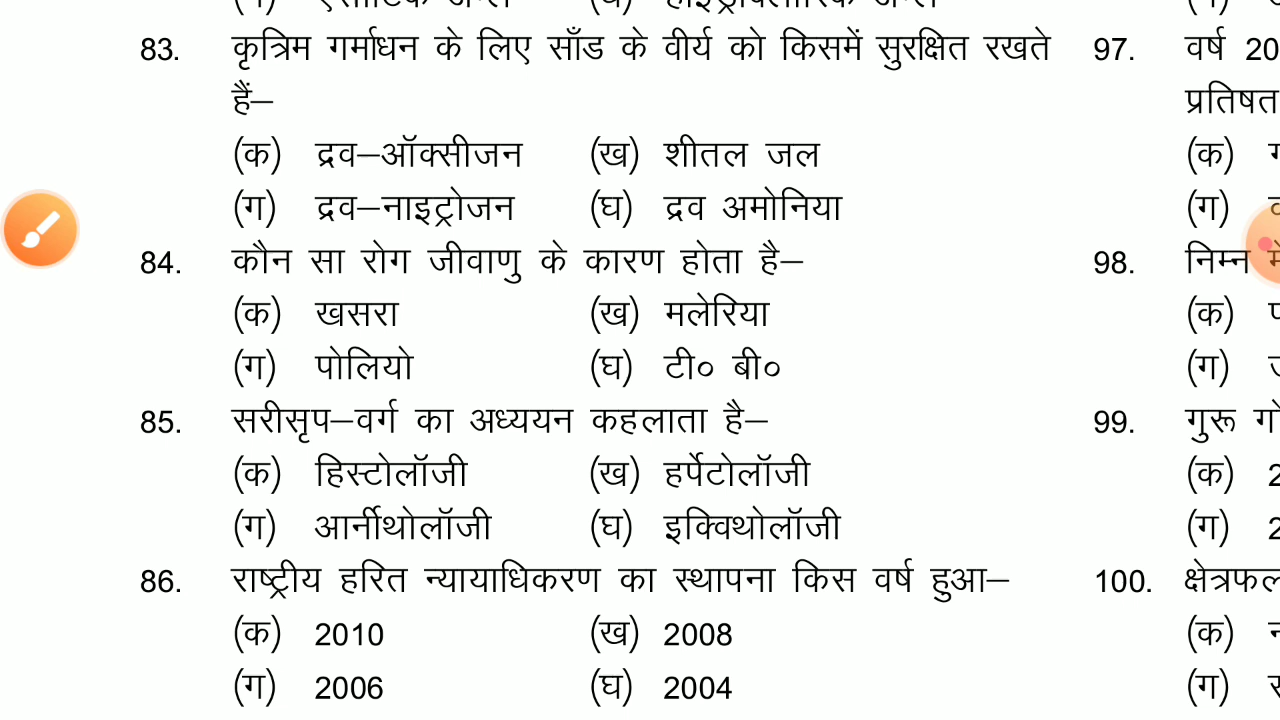 83. कृत्रिम गर्माधन के लिए साँड के वीर्य को किसमें सुरक्षित रखते
हैं–
(क) द्रव–ऑक्सीजन (ख) शीतल जल
(ग) द्रव–नाइट्रोजन (घ) द्रव अमोनिया
84. कौन सा रोग जीवाणु के कारण होता है–
(क) खसरा (ख) मलेरिया
(ग) पोलियो (घ) टी० बी०
85. सरीसृप–वर्ग का अध्ययन कहलाता है–
(क) हिस्टोलॉजी (ख) हर्पेटोलॉजी
(ग) आर्नीथोलॉजी (घ) इक्विथोलॉजी
86. राष्ट्रीय हरित न्यायाधिकरण का स्थापना किस वर्ष हुआ–
(क) 2010 (ख) 2008
(ग) 2006 (घ) 2004
97. वर्ष 20
प्रतिषत
(क)
(ग)
98. निम्न
(क)
(ग)
99. गुरू गो
(क) 2
(ग) 2
100. क्षेत्रफल
(क)
(ग)